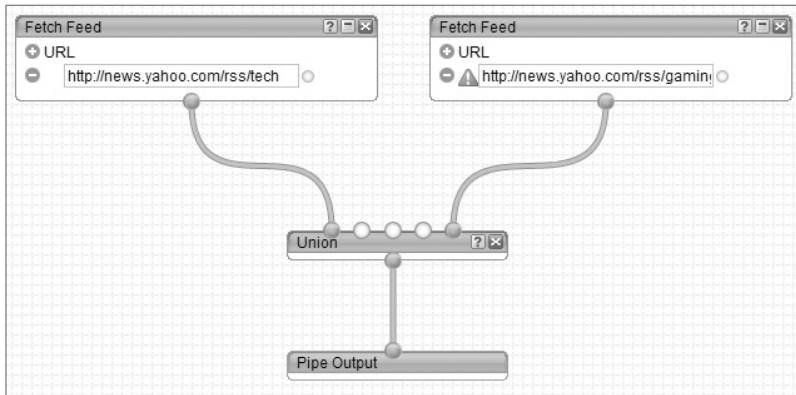 Fetch Feed
URL
http://news.yahoo.com/rss/tech
Fetch Feed
URL
http://news.yahoo.com/rss/gaming
Union
Pipe Output